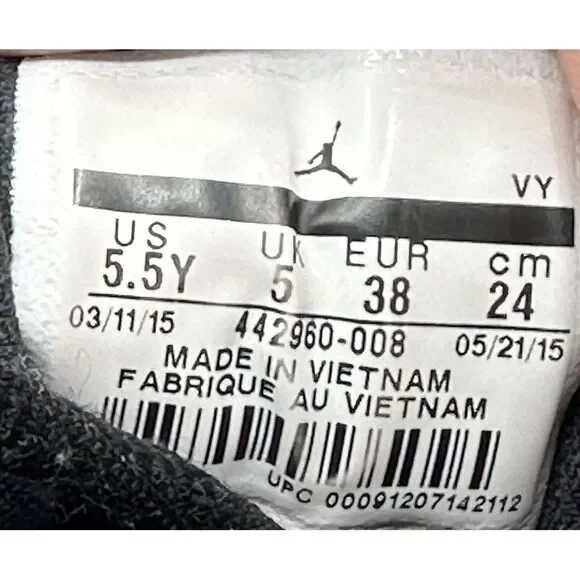 VY
US UK EUR cm
5.5Y 5 38 24
03/11/15 442960-008 05/21/15
MADE IN VIETNAM
FABRIQUE AU VIETNAM
UPC 00091207142112